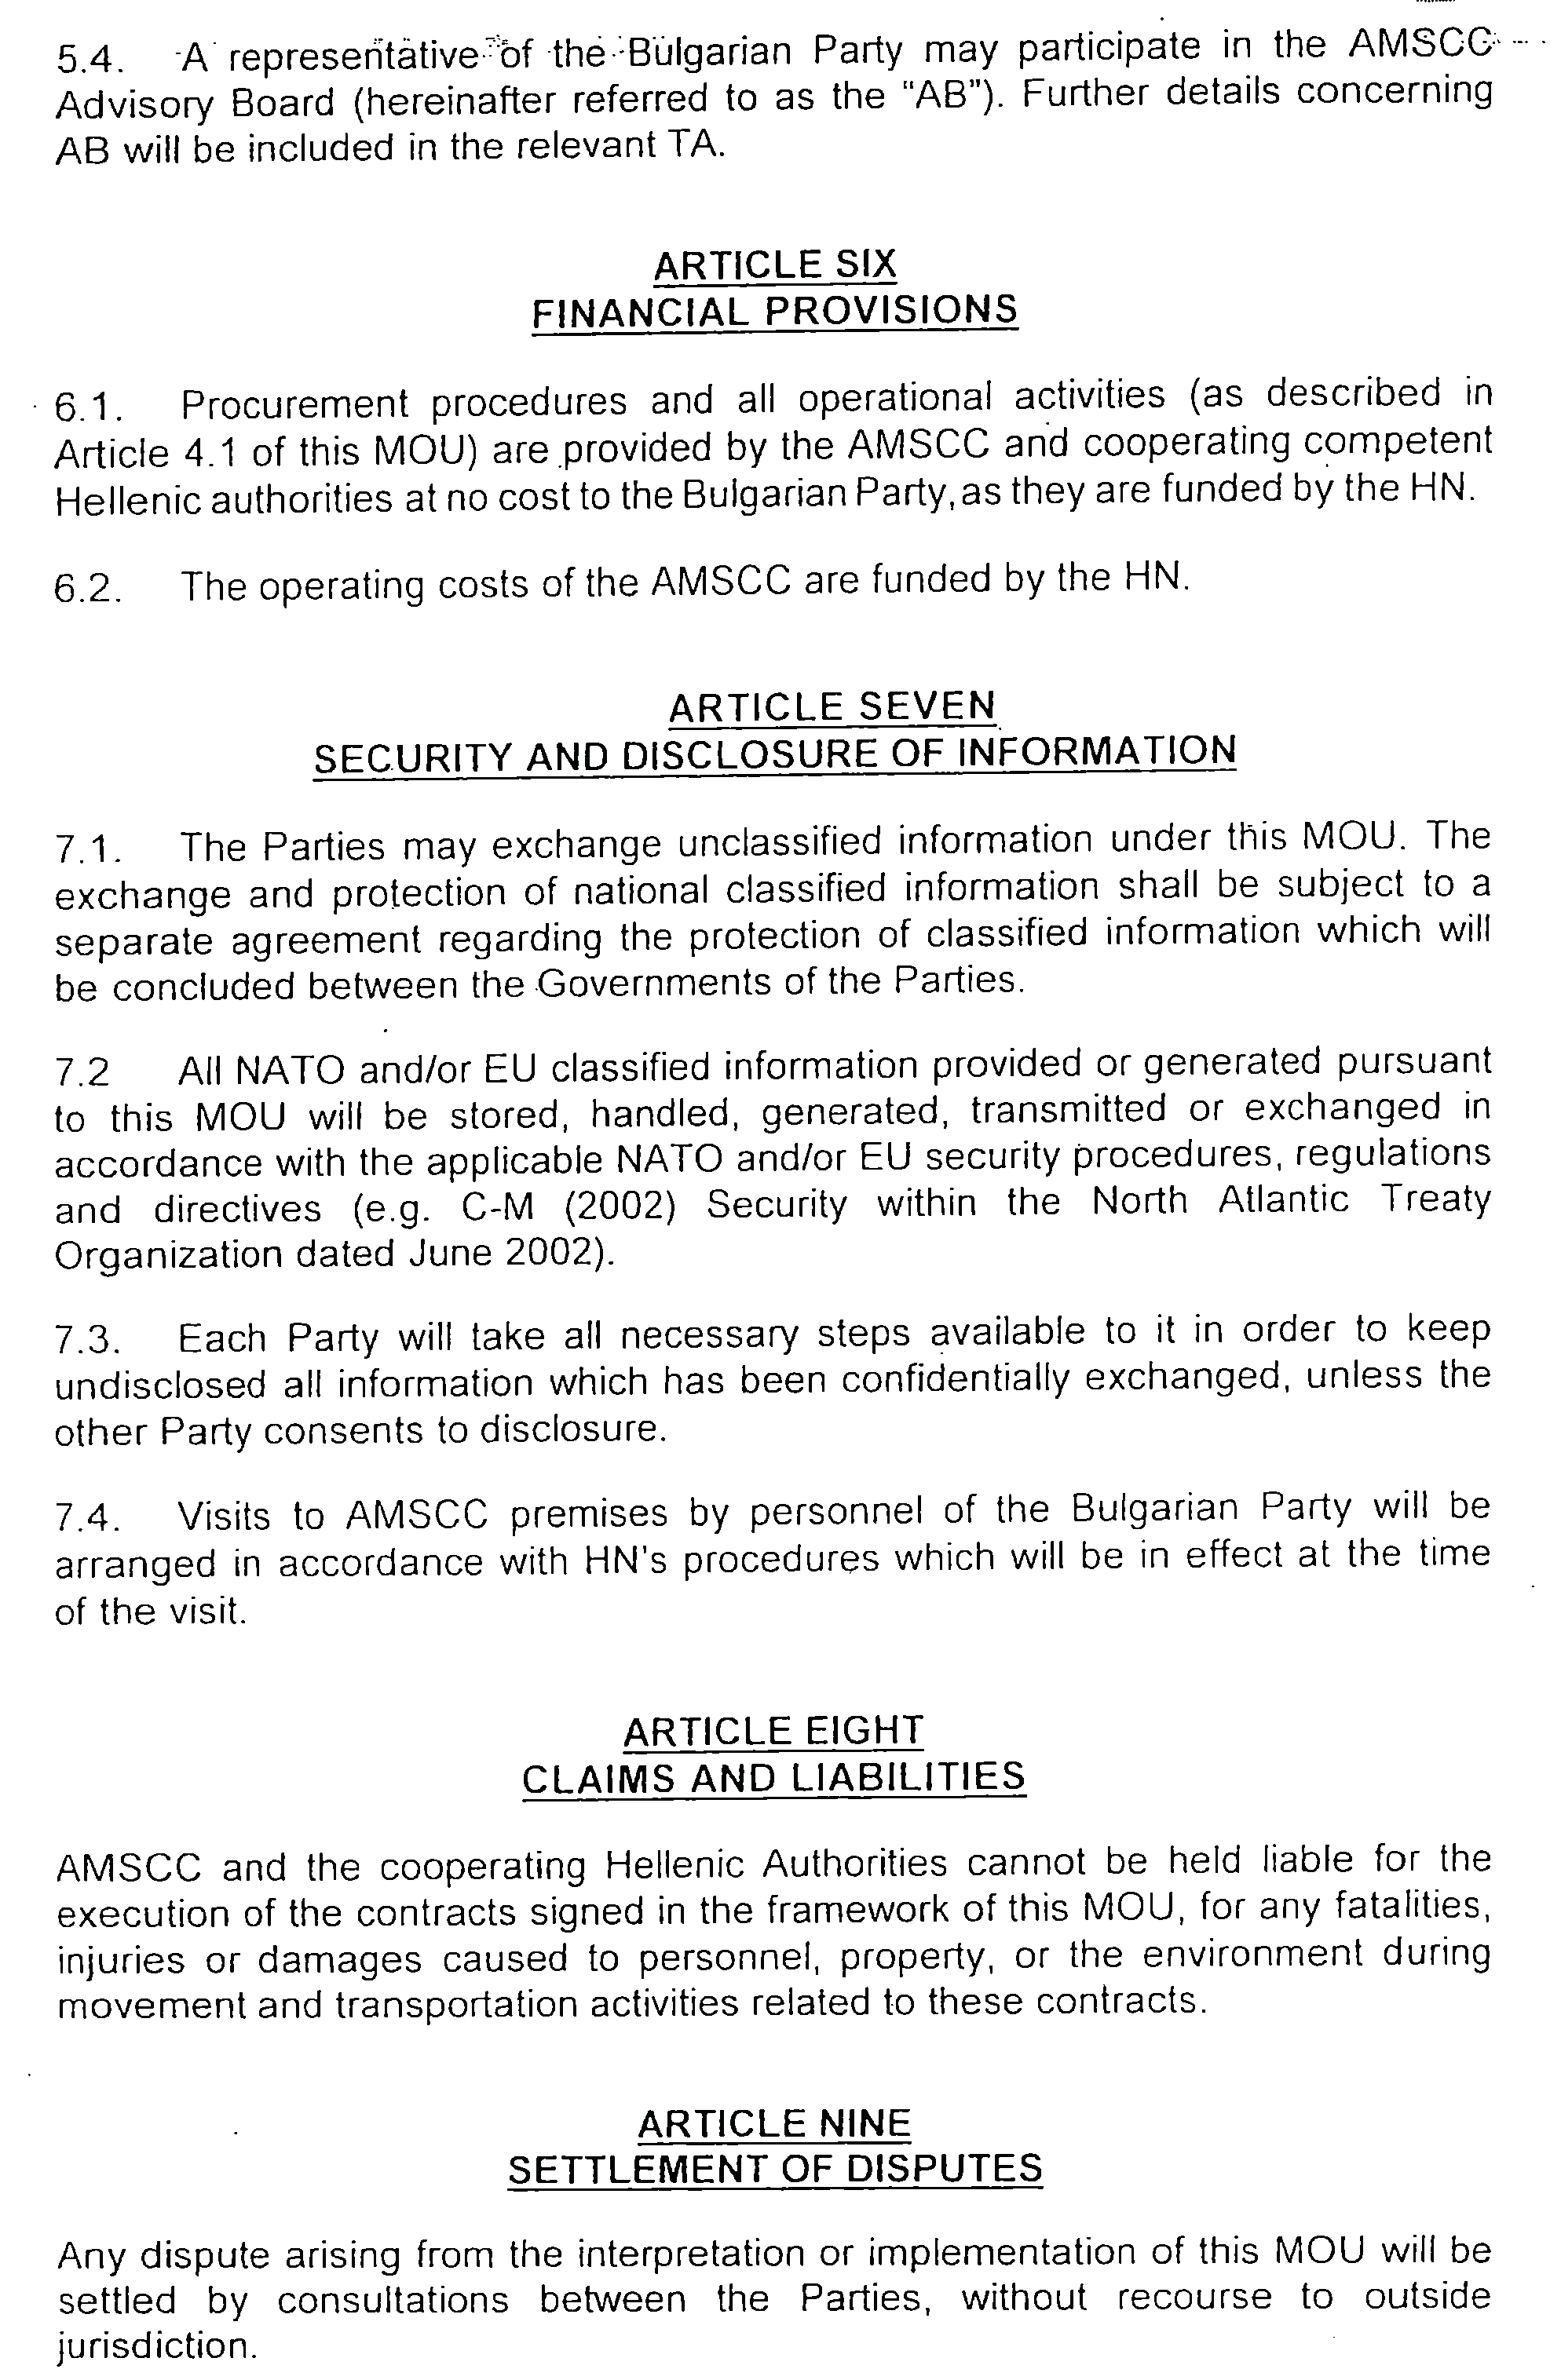 5.4. A representative of the Bulgarian Party may participate in the AMSCC
Advisory Board (hereinafter referred to as the “AB”). Further details concerning
AB will be included in the relevant TA.
ARTICLE SIX
FINANCIAL PROVISIONS
6.1. Procurement procedures and all operational activities (as described in
Article 4.1 of this MOU) are provided by the AMSCC and cooperating competent
Hellenic authorities at no cost to the Bulgarian Party, as they are funded by the HN.
6.2. The operating costs of the AMSCC are funded by the HN.
ARTICLE SEVEN
SECURITY AND DISCLOSURE OF INFORMATION
7.1. The Parties may exchange unclassified information under this MOU. The
exchange and protection of national classified information shall be subject to a
separate agreement regarding the protection of classified information which will
be concluded between the Governments of the Parties.
7.2 All NATO and/or EU classified information provided or generated pursuant
to this MOU will be stored, handled, generated, transmitted or exchanged in
accordance with the applicable NATO and/or EU security procedures, regulations
and directives (e.g. C-M (2002) Security within the North Atlantic Treaty
Organization dated June 2002).
7.3. Each Party will take all necessary steps available to it in order to keep
undisclosed all information which has been confidentially exchanged, unless the
other Party consents to disclosure.
7.4. Visits to AMSCC premises by personnel of the Bulgarian Party will be
arranged in accordance with HN's procedures which will be in effect at the time
of the visit.
ARTICLE EIGHT
CLAIMS AND LIABILITIES
AMSCC and the cooperating Hellenic Authorities cannot be held liable for the
execution of the contracts signed in the framework of this MOU, for any fatalities,
injuries or damages caused to personnel, property, or the environment during
movement and transportation activities related to these contracts.
ARTICLE NINE
SETTLEMENT OF DISPUTES
Any dispute arising from the interpretation or implementation of this MOU will be
settled by consultations between the Parties, without recourse to outside
jurisdiction.